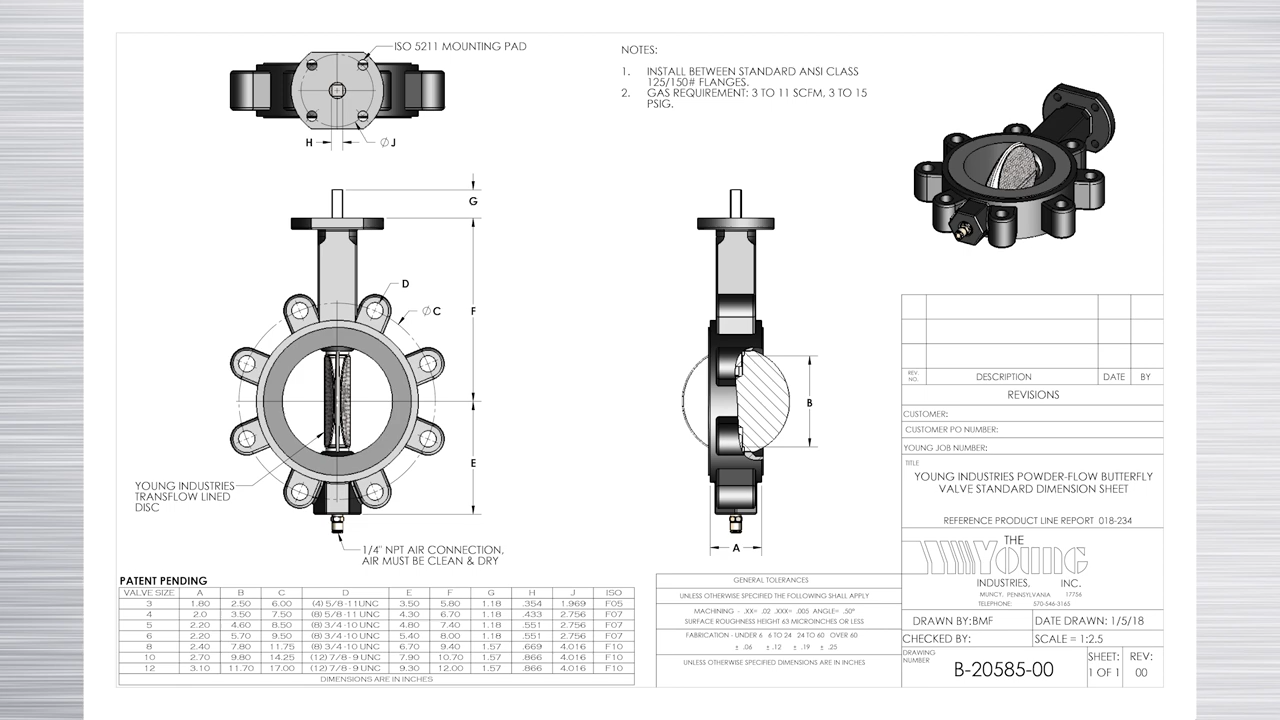 ISO 5211 MOUNTING PAD
H
∅ J
NOTES:
1. INSTALL BETWEEN STANDARD ANSI CLASS
125/150# FLANGES.
2. GAS REQUIREMENT: 3 TO 11 SCFM, 3 TO 15
PSIG.
G
D
∅ C
F
E
B
A
YOUNG INDUSTRIES
TRANSFLOW LINED
DISC
1/4" NPT AIR CONNECTION,
AIR MUST BE CLEAN & DRY
PATENT PENDING
VALVE SIZE A B C D E F G H J ISO
3 1.80 2.50 6.00 (4) 5/8 -11UNC 3.50 5.80 1.18 .354 1.969 F05
4 2.0 3.50 7.50 (8) 5/8 -11 UNC 4.30 6.70 1.18 .433 2.756 F07
5 2.20 4.60 8.50 (8) 3/4 -10 UNC 4.80 7.40 1.18 .551 2.756 F07
6 2.20 5.70 9.50 (8) 3/4 -10 UNC 5.40 8.00 1.18 .551 2.756 F07
8 2.40 7.80 11.75 (8) 3/4 -10 UNC 6.70 9.40 1.57 .669 4.016 F10
10 2.70 9.80 14.25 (12) 7/8 - 9 UNC 7.90 10.70 1.57 .866 4.016 F10
12 3.10 11.70 17.00 (12) 7/8 - 9 UNC 9.30 12.00 1.57 .866 4.016 F10
DIMENSIONS ARE IN INCHES
GENERAL TOLERANCES
UNLESS OTHERWISE SPECIFIED THE FOLLOWING SHALL APPLY
MACHINING - .XX= .02 .XXX= .005 ANGLE= .50°
SURFACE ROUGHNESS HEIGHT 63 MICROINCHES OR LESS
FABRICATION - UNDER 6 6 TO 24 24 TO 60 OVER 60
± .06 ± .12 ± .19 ± .25
UNLESS OTHERWISE SPECIFIED DIMENSIONS ARE IN INCHES
REV. NO. DESCRIPTION DATE BY
REVISIONS
CUSTOMER:
CUSTOMER PO NUMBER:
YOUNG JOB NUMBER:
TITLE
YOUNG INDUSTRIES POWDER-FLOW BUTTERFLY
VALVE STANDARD DIMENSION SHEET
REFERENCE PRODUCT LINE REPORT 018-234
THE
YOUNG
INDUSTRIES, INC.
MUNCY, PENNSYLVANIA 17756
TELEPHONE: 570-546-3165
DRAWN BY:BMF DATE DRAWN: 1/5/18
CHECKED BY: SCALE = 1:2.5
DRAWING NUMBER B-20585-00
SHEET: 1 OF 1
REV: 00